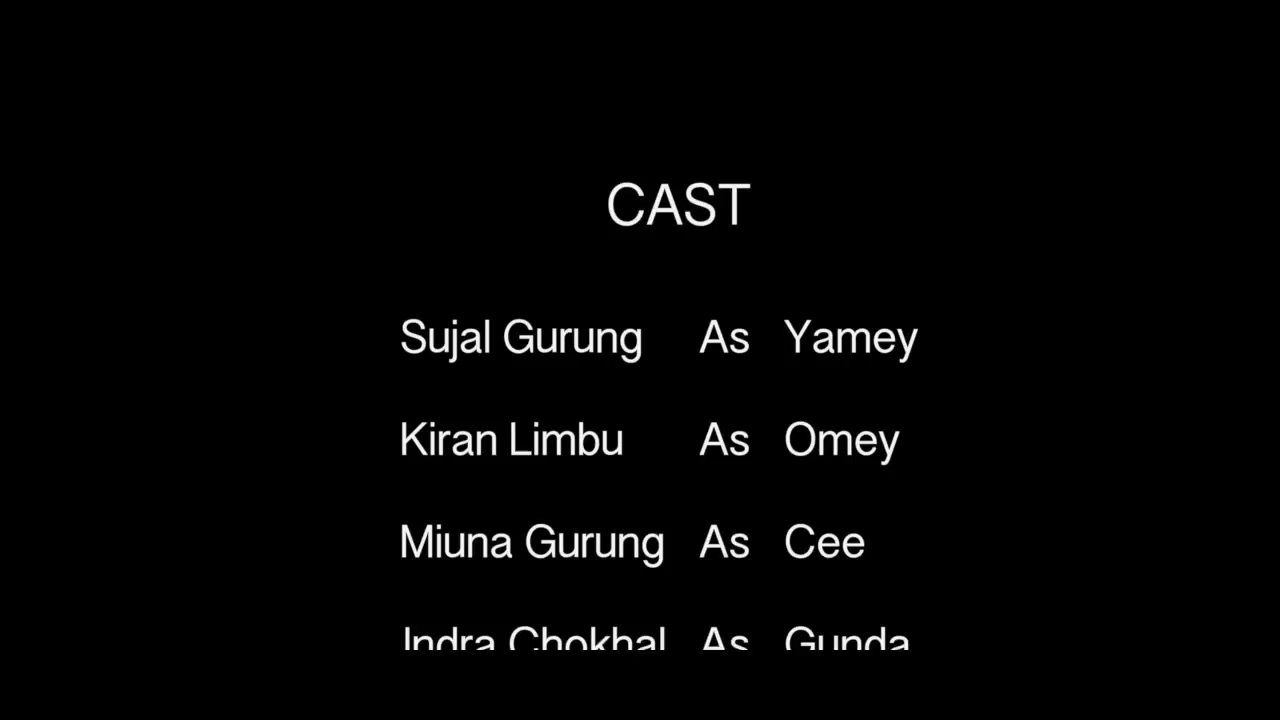 CAST
Sujal Gurung As Yamey
Kiran Limbu As Omey
Miuna Gurung As Cee
Indra Chokhal As Gunda